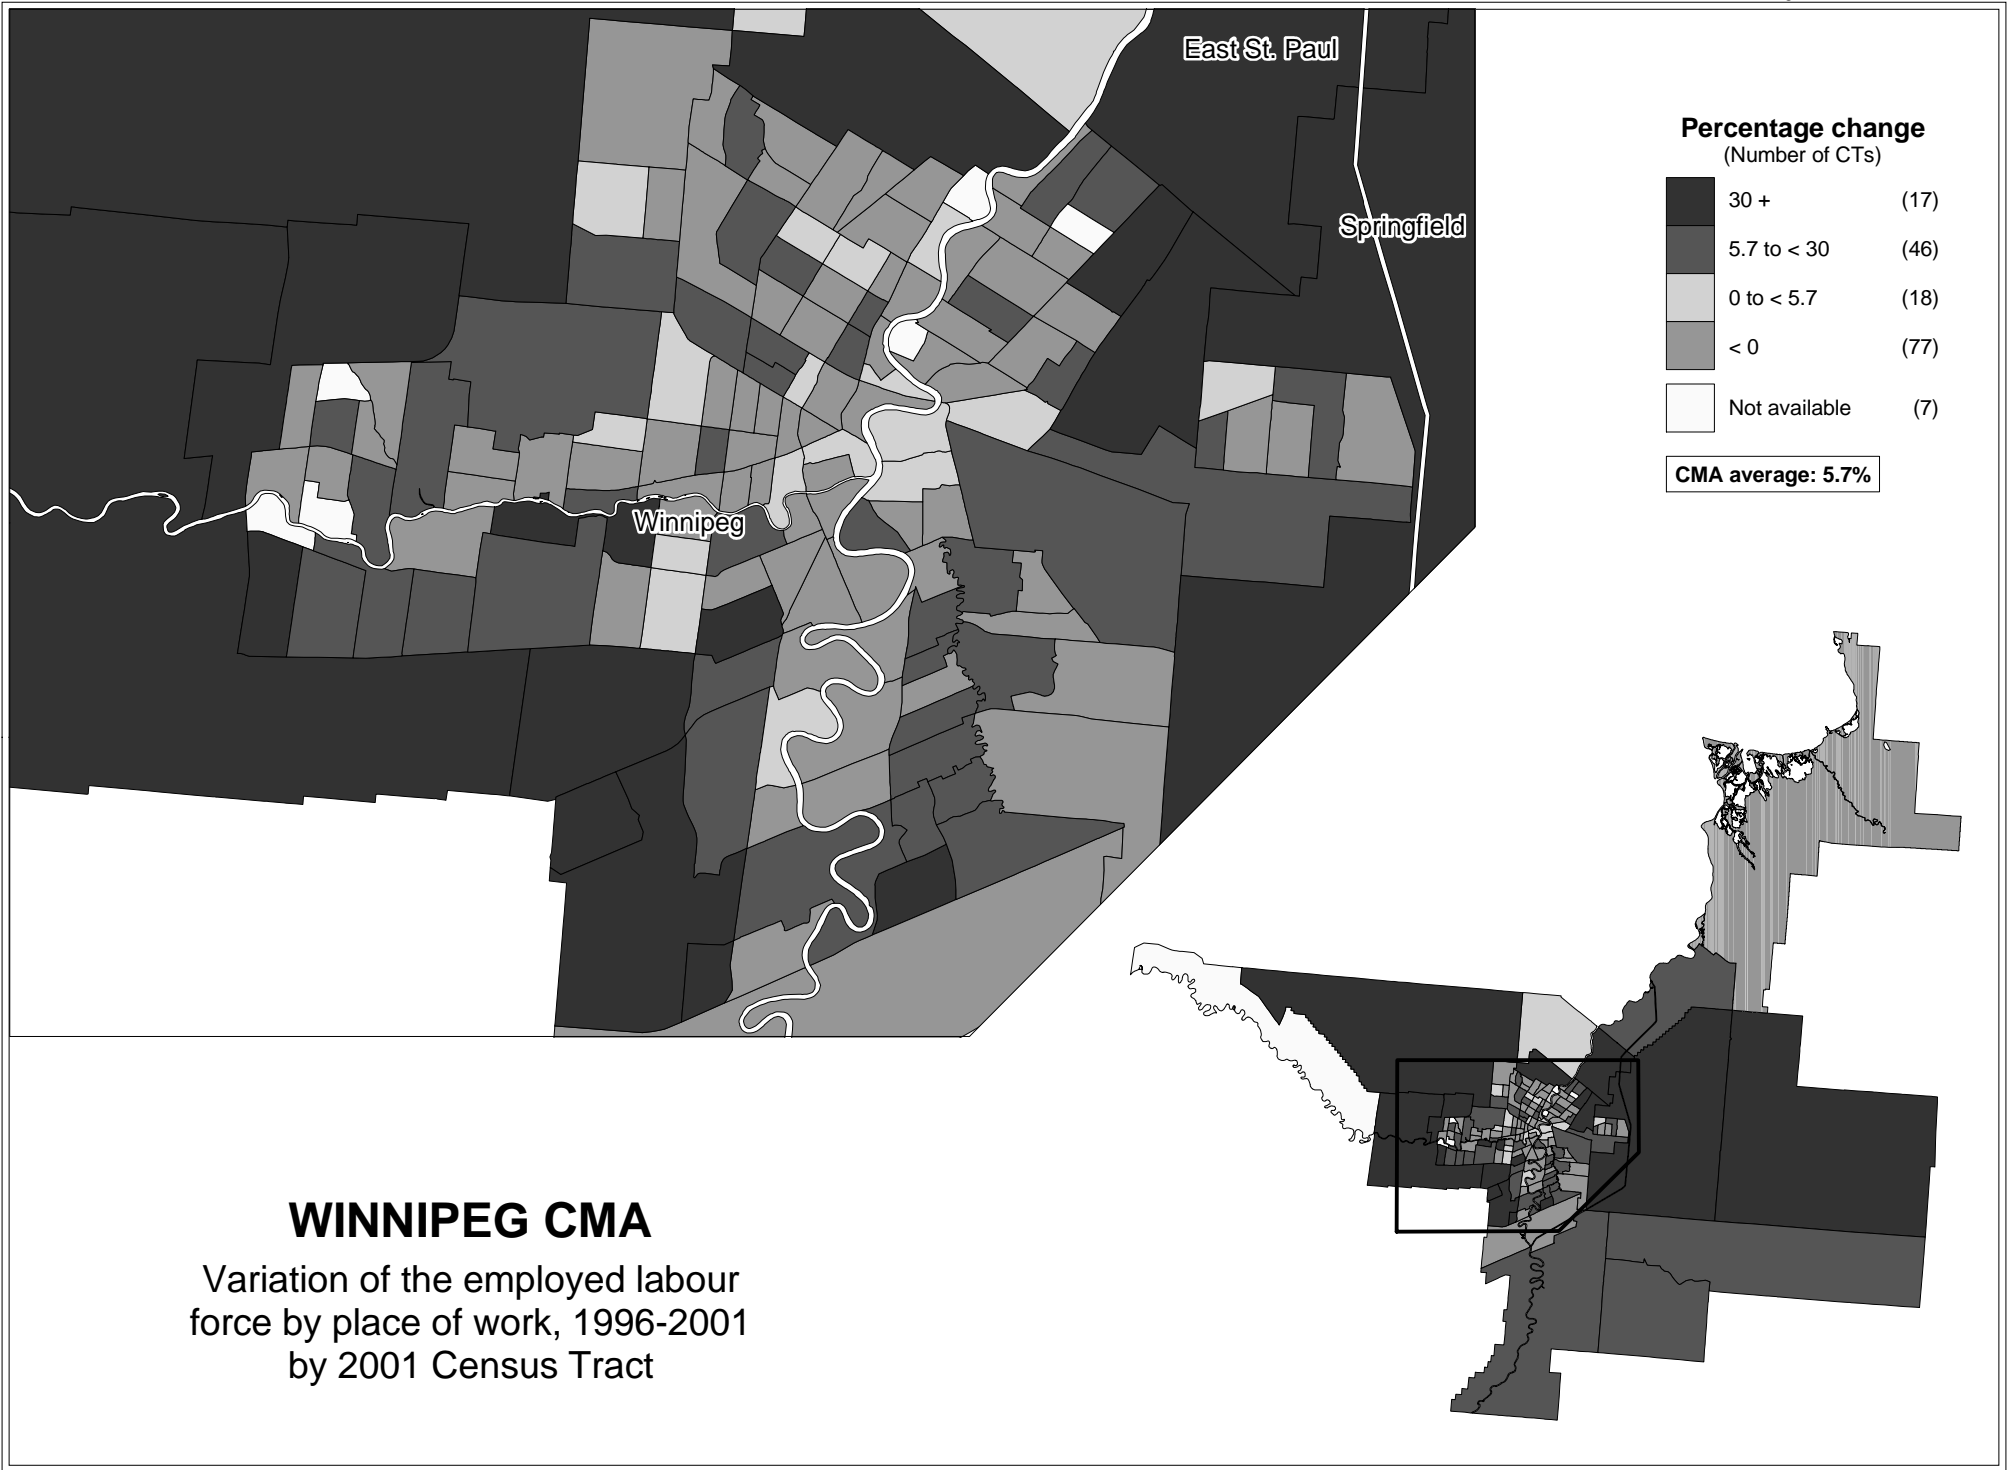 East St. Paul
Springfield
Winnipeg
Percentage change
(Number of CTs)
30 + (17)
5.7 to < 30 (46)
0 to < 5.7 (18)
< 0 (77)
Not available (7)
CMA average: 5.7%
WINNIPEG CMA
Variation of the employed labour
force by place of work, 1996-2001
by 2001 Census Tract